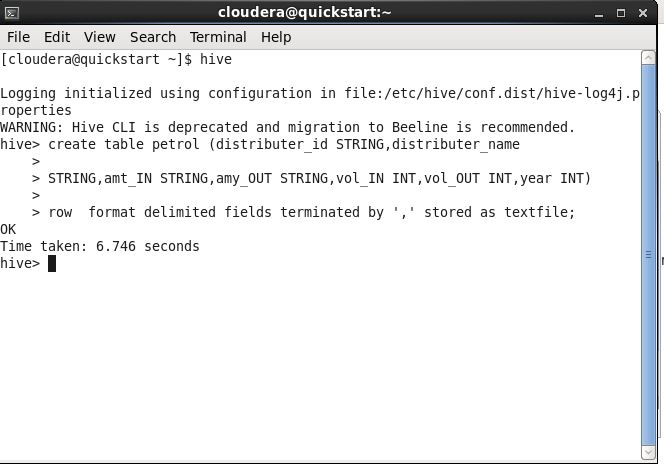 cloudera@quickstart:~
File Edit View Search Terminal Help
[cloudera@quickstart ~]$ hive
Logging initialized using configuration in file:/etc/hive/conf.dist/hive-log4j.p
roperties
WARNING: Hive CLI is deprecated and migration to Beeline is recommended.
hive> create table petrol (distributer_id STRING,distributer_name
    >
    > STRING,amt_IN STRING,amy_OUT STRING,vol_IN INT,vol_OUT INT,year INT)
    >
    > row  format delimited fields terminated by ',' stored as textfile;
OK
Time taken: 6.746 seconds
hive>